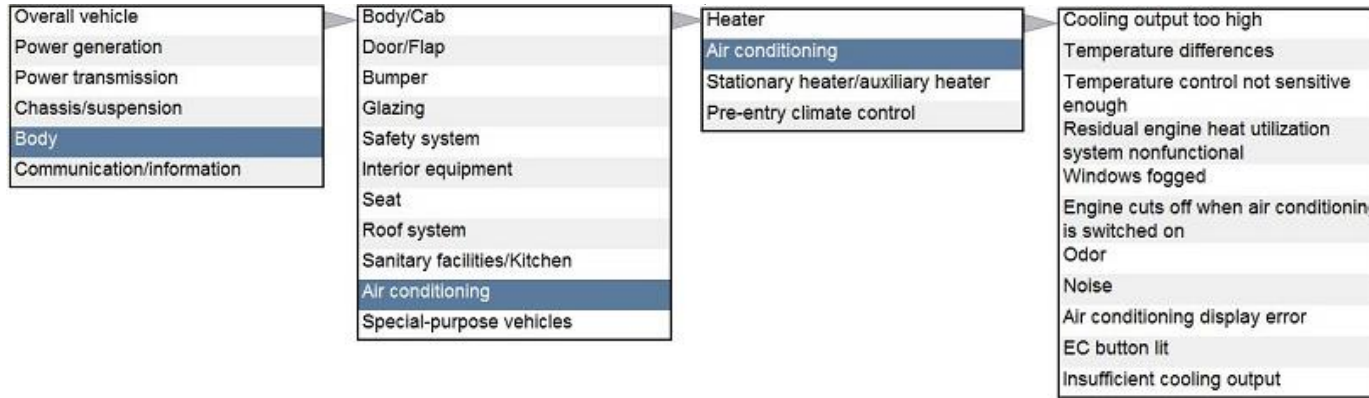 Overall vehicle
Power generation
Power transmission
Chassis/suspension
Body
Communication/information
Body/Cab
Door/Flap
Bumper
Glazing
Safety system
Interior equipment
Seat
Roof system
Sanitary facilities/Kitchen
Air conditioning
Special-purpose vehicles
Heater
Air conditioning
Stationary heater/auxiliary heater
Pre-entry climate control
Cooling output too high
Temperature differences
Temperature control not sensitive
enough
Residual engine heat utilization
system nonfunctional
Windows fogged
Engine cuts off when air conditionin
is switched on
Odor
Noise
Air conditioning display error
EC button lit
Insufficient cooling output